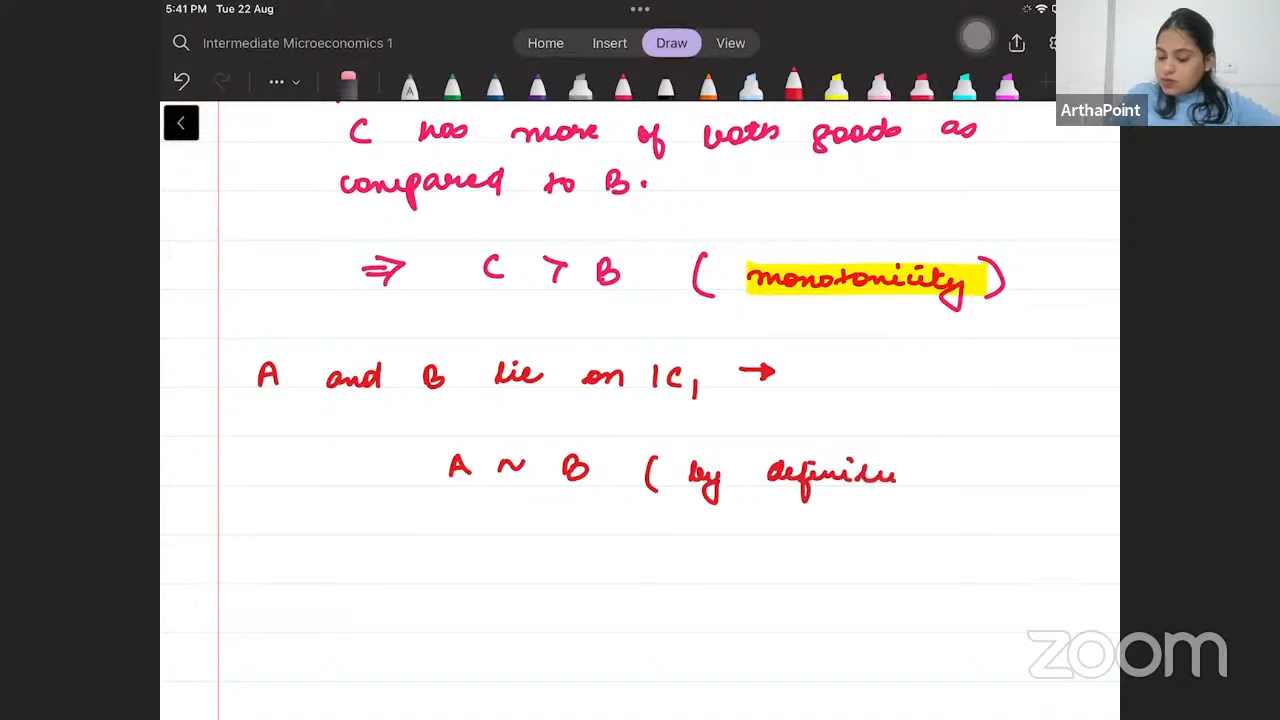 5:41 PM Tue 22 Aug
Intermediate Microeconomics 1
Home Insert Draw View
ArthaPoint
C has more of both goods as
compared to B.
⇒ C > B (monotonicity)
A and B lie on IC₁ →
A ~ B (by definitu
zoom